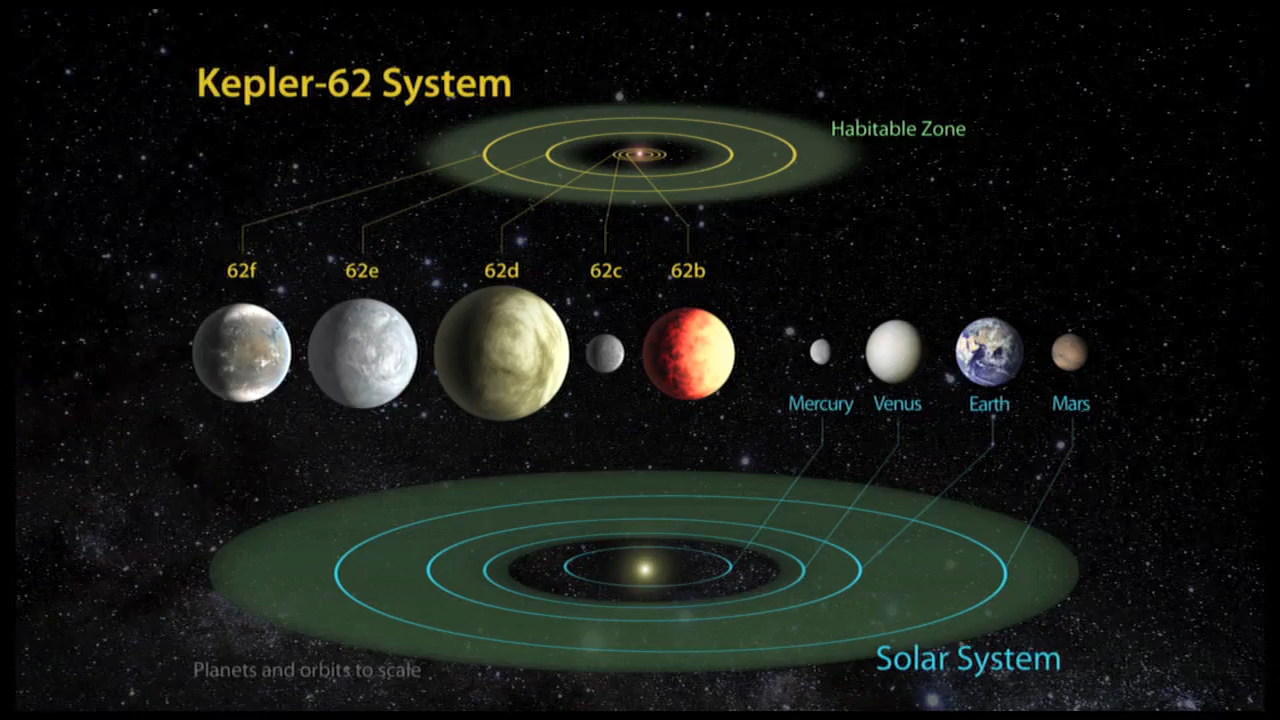 Kepler-62 System
Habitable Zone
62f
62e
62d
62c
62b
Mercury
Venus
Earth
Mars
Planets and orbits to scale
Solar System